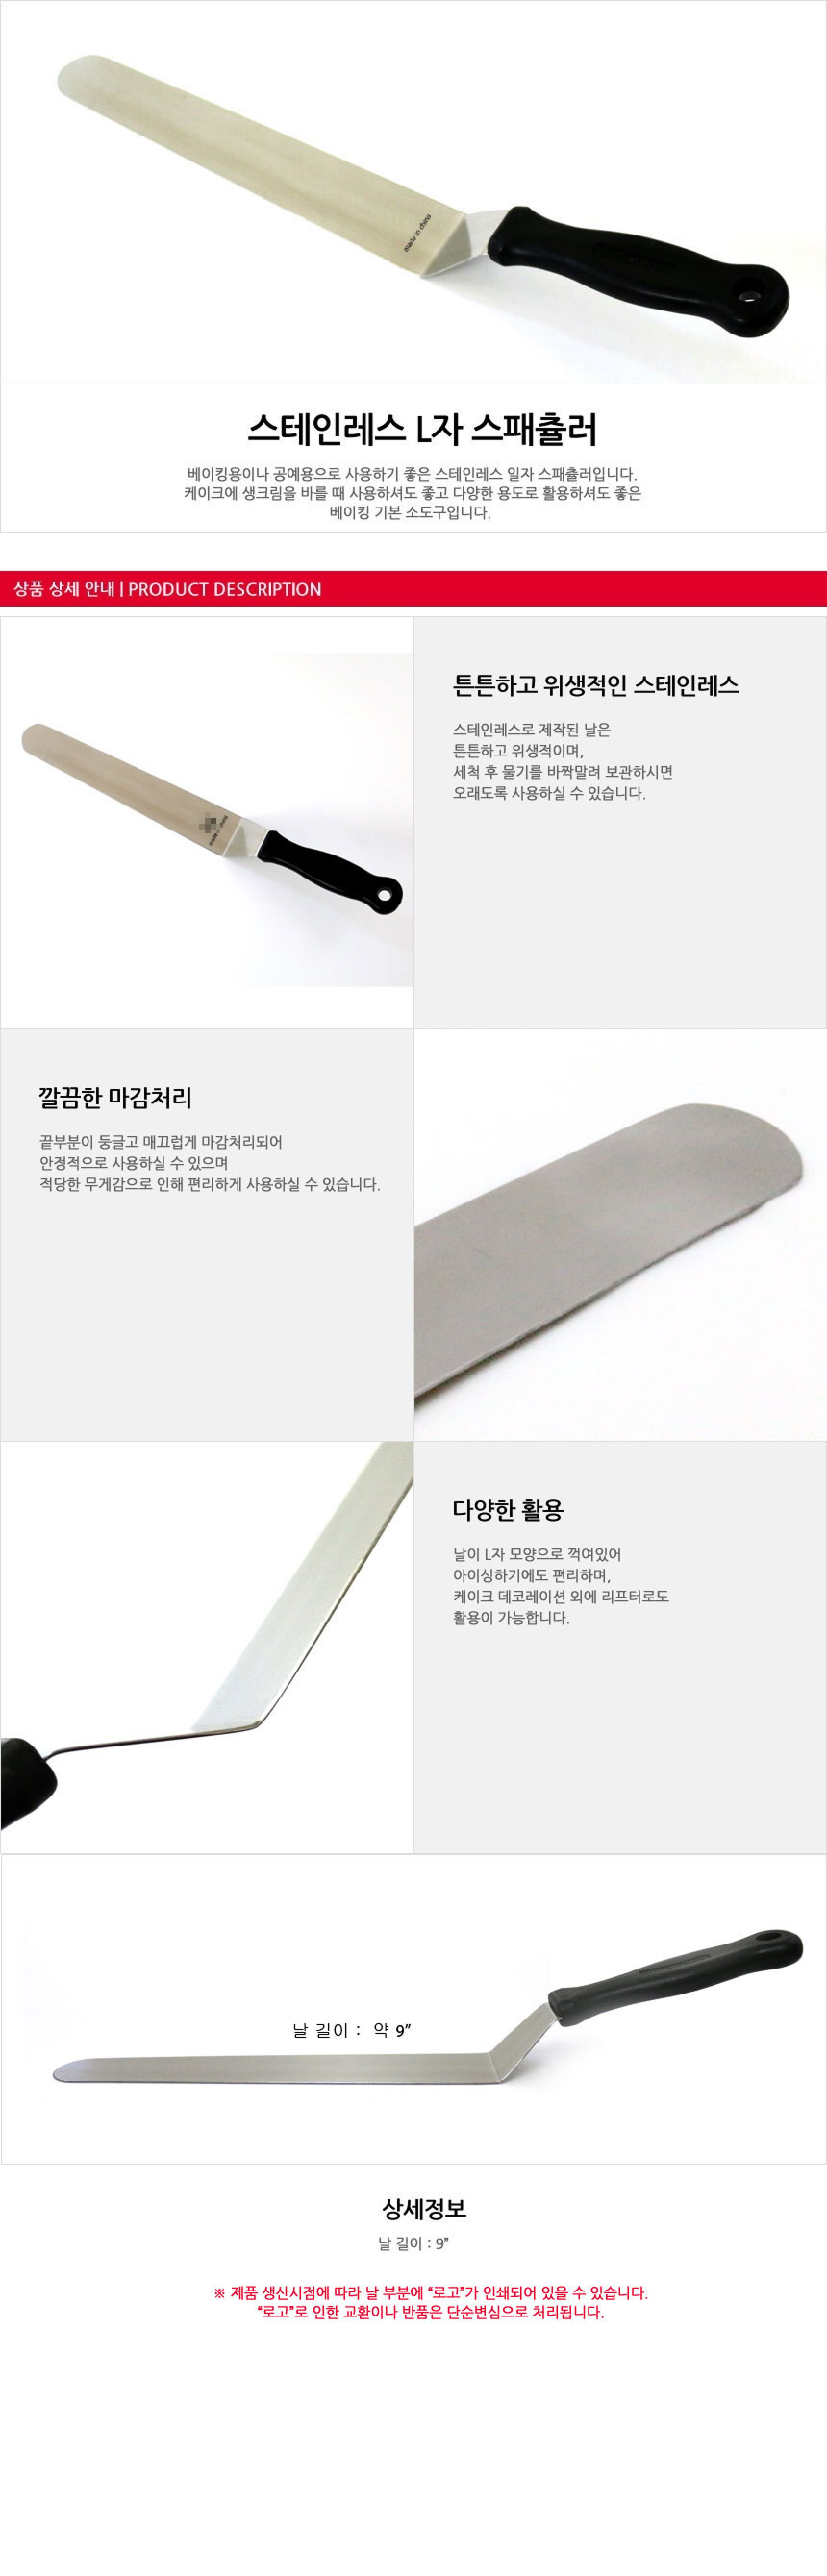 made in china
스테인레스 L자 스패츌러
베이킹용이나 공예용으로 사용하기 좋은 스테인레스 일자 스패츌러입니다.
케이크에 생크림을 바를 때 사용하셔도 좋고 다양한 용도로 활용하셔도 좋은
베이킹 기본 소도구입니다.
상품 상세 안내 | PRODUCT DESCRIPTION
made in china
튼튼하고 위생적인 스테인레스
스테인레스로 제작된 날은
튼튼하고 위생적이며,
세척 후 물기를 바짝말려 보관하시면
오래도록 사용하실 수 있습니다.
깔끔한 마감처리
끝부분이 둥글고 매끄럽게 마감처리되어
안정적으로 사용하실 수 있으며
적당한 무게감으로 인해 편리하게 사용하실 수 있습니다.
다양한 활용
날이 L자 모양으로 꺽여있어
아이싱하기에도 편리하며,
케이크 데코레이션 외에 리프터로도
활용이 가능합니다.
날 길이 : 약 9”
상세정보
날 길이 : 9”
※ 제품 생산시점에 따라 날 부분에 “로고”가 인쇄되어 있을 수 있습니다.
“로고”로 인한 교환이나 반품은 단순변심으로 처리됩니다.